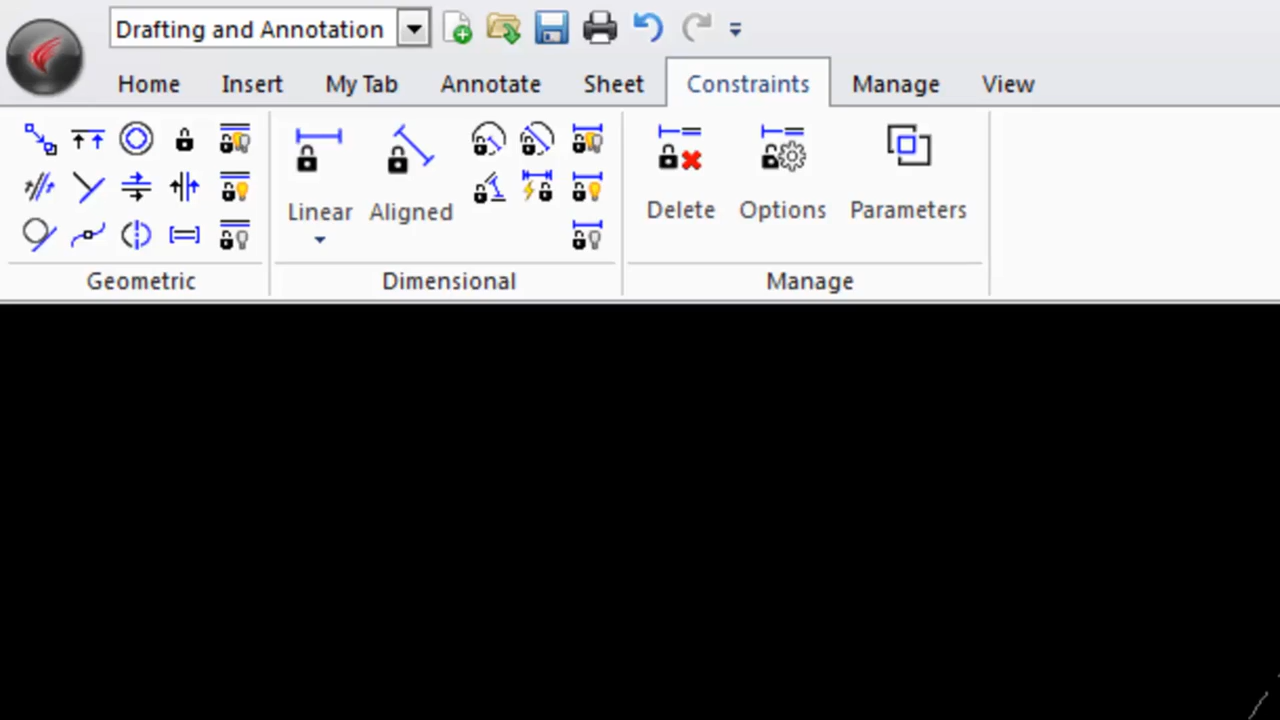 Drafting and Annotation
Home Insert My Tab Annotate Sheet Constraints Manage View
Linear Aligned Delete Options Parameters
Geometric Dimensional Manage